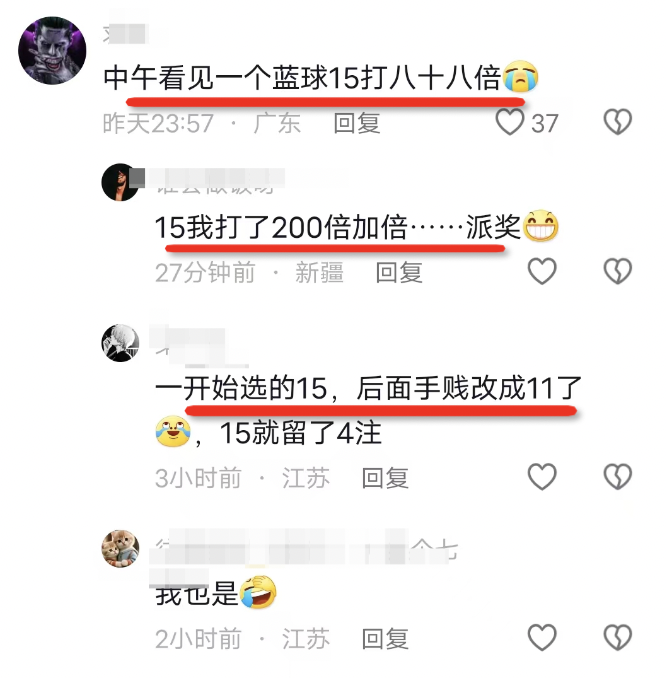 中午看见一个蓝球15打八十八倍😭
昨天23:57 · 广东 回复 37
15我打了200倍加倍……派奖😁
27分钟前 · 新疆 回复
一开始选的15，后面手贱改成11了
😂，15就留了4注
3小时前 · 江苏 回复
个七
我也是🤣
2小时前 · 江苏 回复